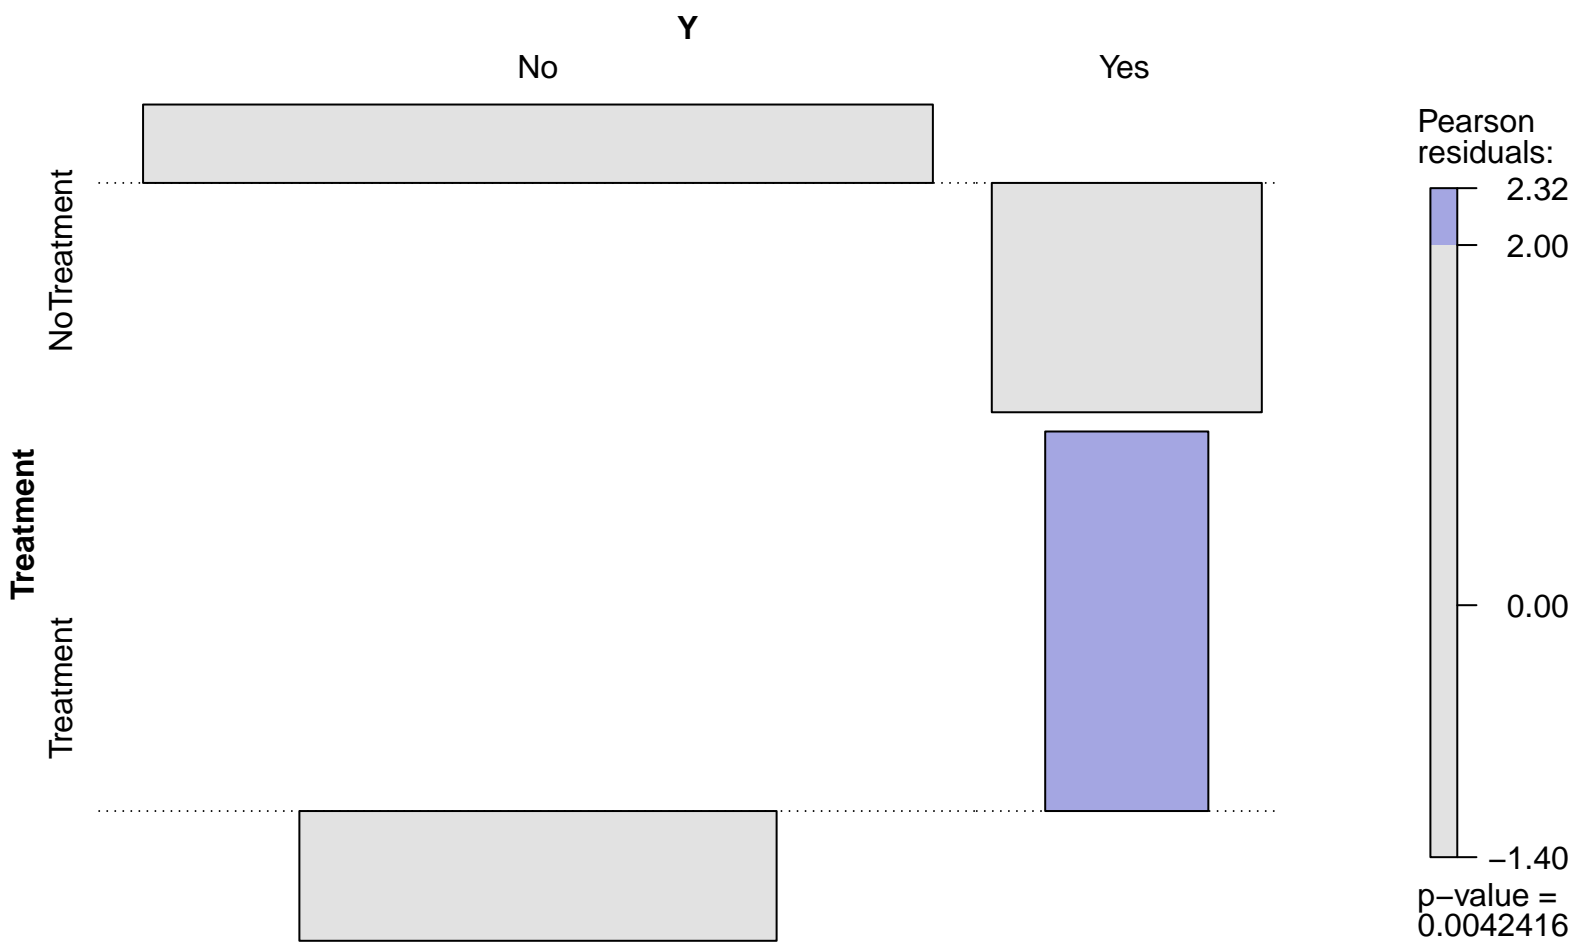 Y
No
Yes
Treatment
NoTreatment
Treatment
Pearson
residuals:
2.32
2.00
0.00
−1.40
p−value =
0.0042416